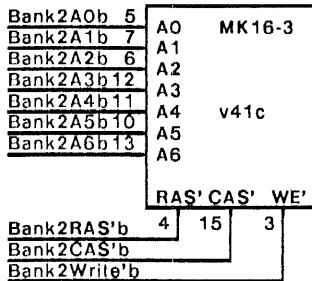 Bank2A0b 5 A0 MK16-3
Bank2A1b 7 A1
Bank2A2b 6 A2
Bank2A3b 12 A3
Bank2A4b 11 A4 v41c
Bank2A5b 10 A5
Bank2A6b 13 A6
RAS' CAS' WE'
Bank2RAS'b 4 15 3
Bank2CAS'b
Bank2Write'b